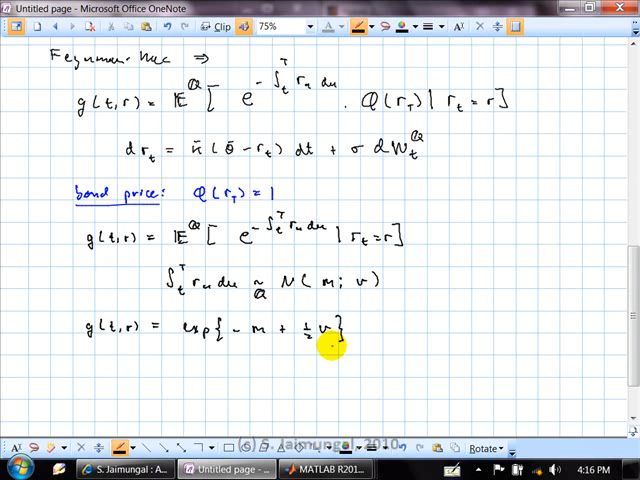 Untitled page - Microsoft Office OneNote
75%
Feynman-Kac ⇒
g(t,r) = 𝔼^Q [ e^{- ∫_t^T r_u du} · φ(r_T) | r_t = r ]
d r_t = κ̄ ( θ̄ - r_t ) dt + σ dW_t^Q
bond price: φ(r_T) = 1
g(t,r) = 𝔼^Q [ e^{-∫_t^T r_u du} | r_t = r ]
∫_t^T r_u du ~_Q N( m ; v )
g(t,r) = exp{ - m + ½ v }
(c) S. Jaimungal, 2010
Rotate
S. Jaimungal : A...
Untitled page - ...
MATLAB R201...
4:16 PM